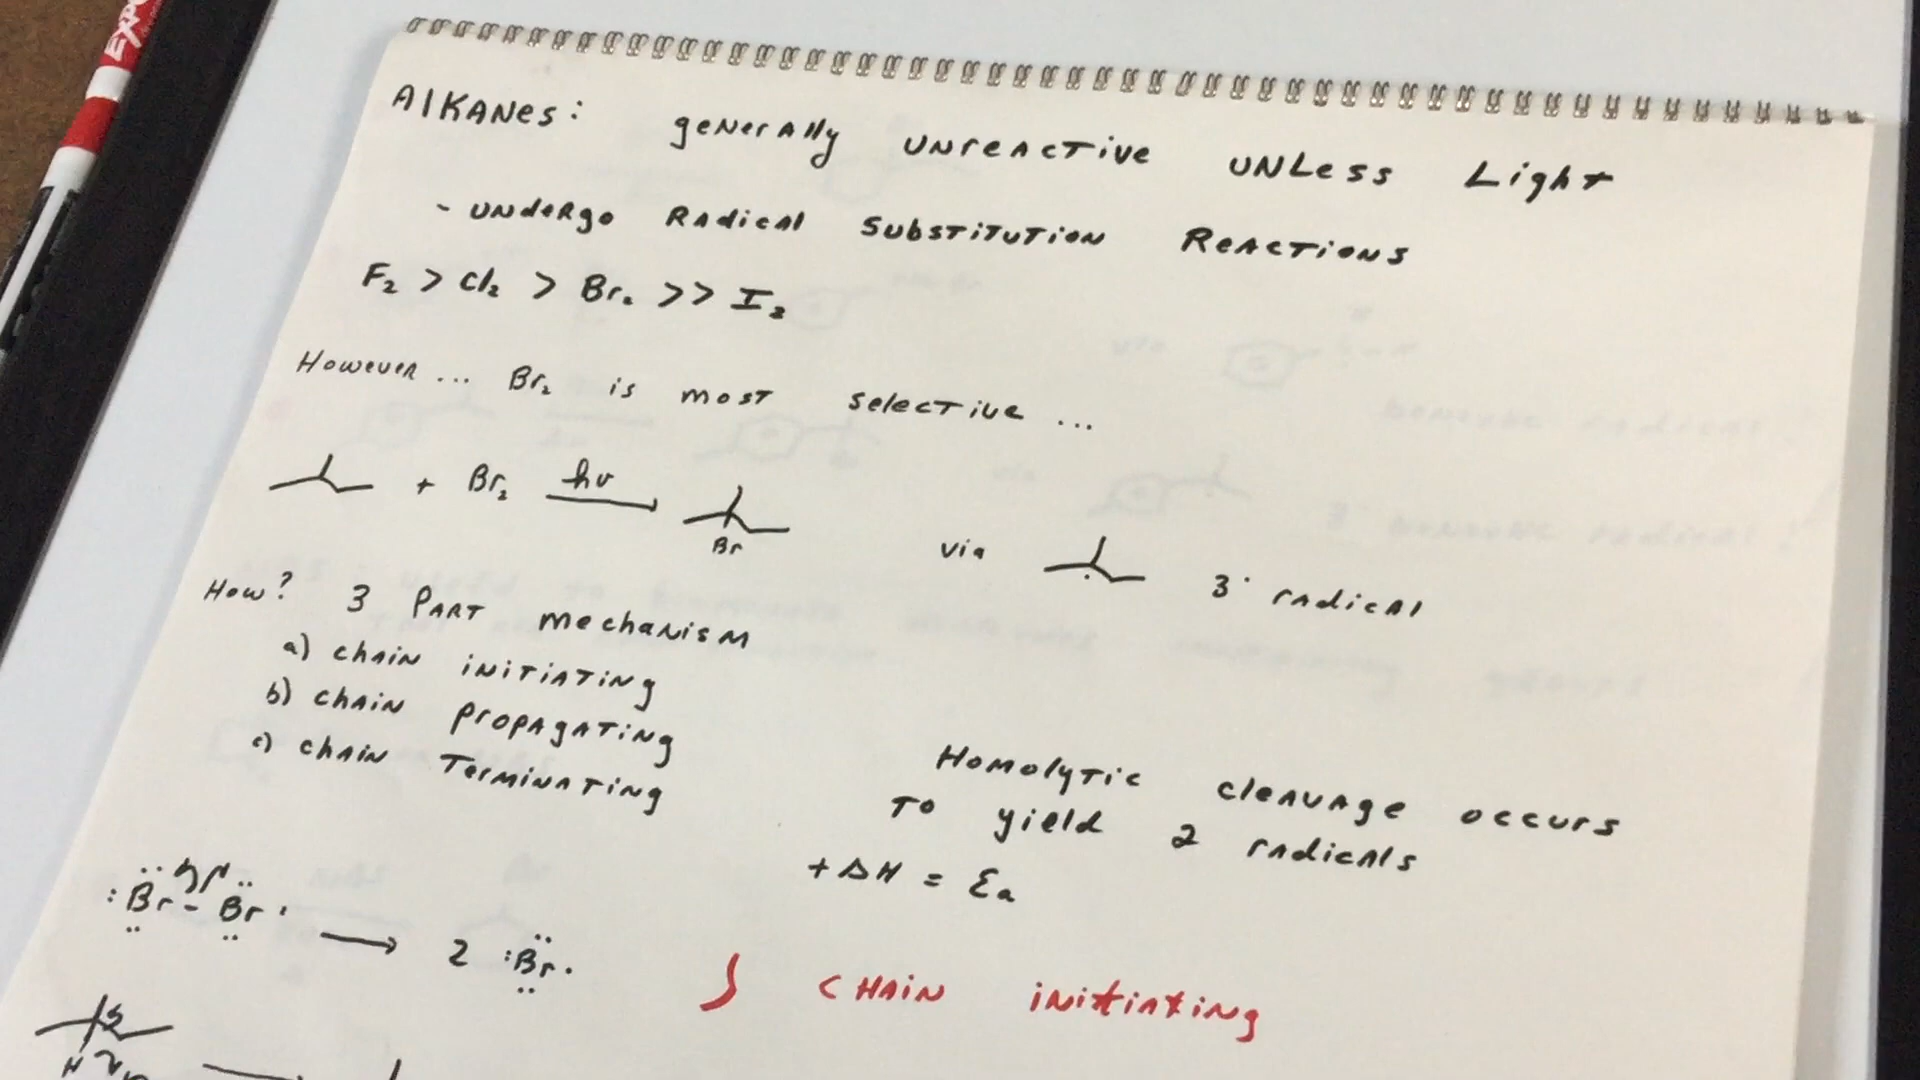 EXPO
AlKANes: generAlly unreActive unless Light
- undergo RAdical Substitution Reactions
F₂ > Cl₂ > Br₂ >> I₂
However ... Br₂ is most selective ...
+ Br₂ hν
Br
via 3° radical
How? 3 Part mechanism
a) chain initiating
b) chain propagating
c) chain Terminating
Homolytic cleavage occurs
to yield 2 radicals
+ΔH = Ea
:Br-Br: → 2 :Br·
} chain initiating
H